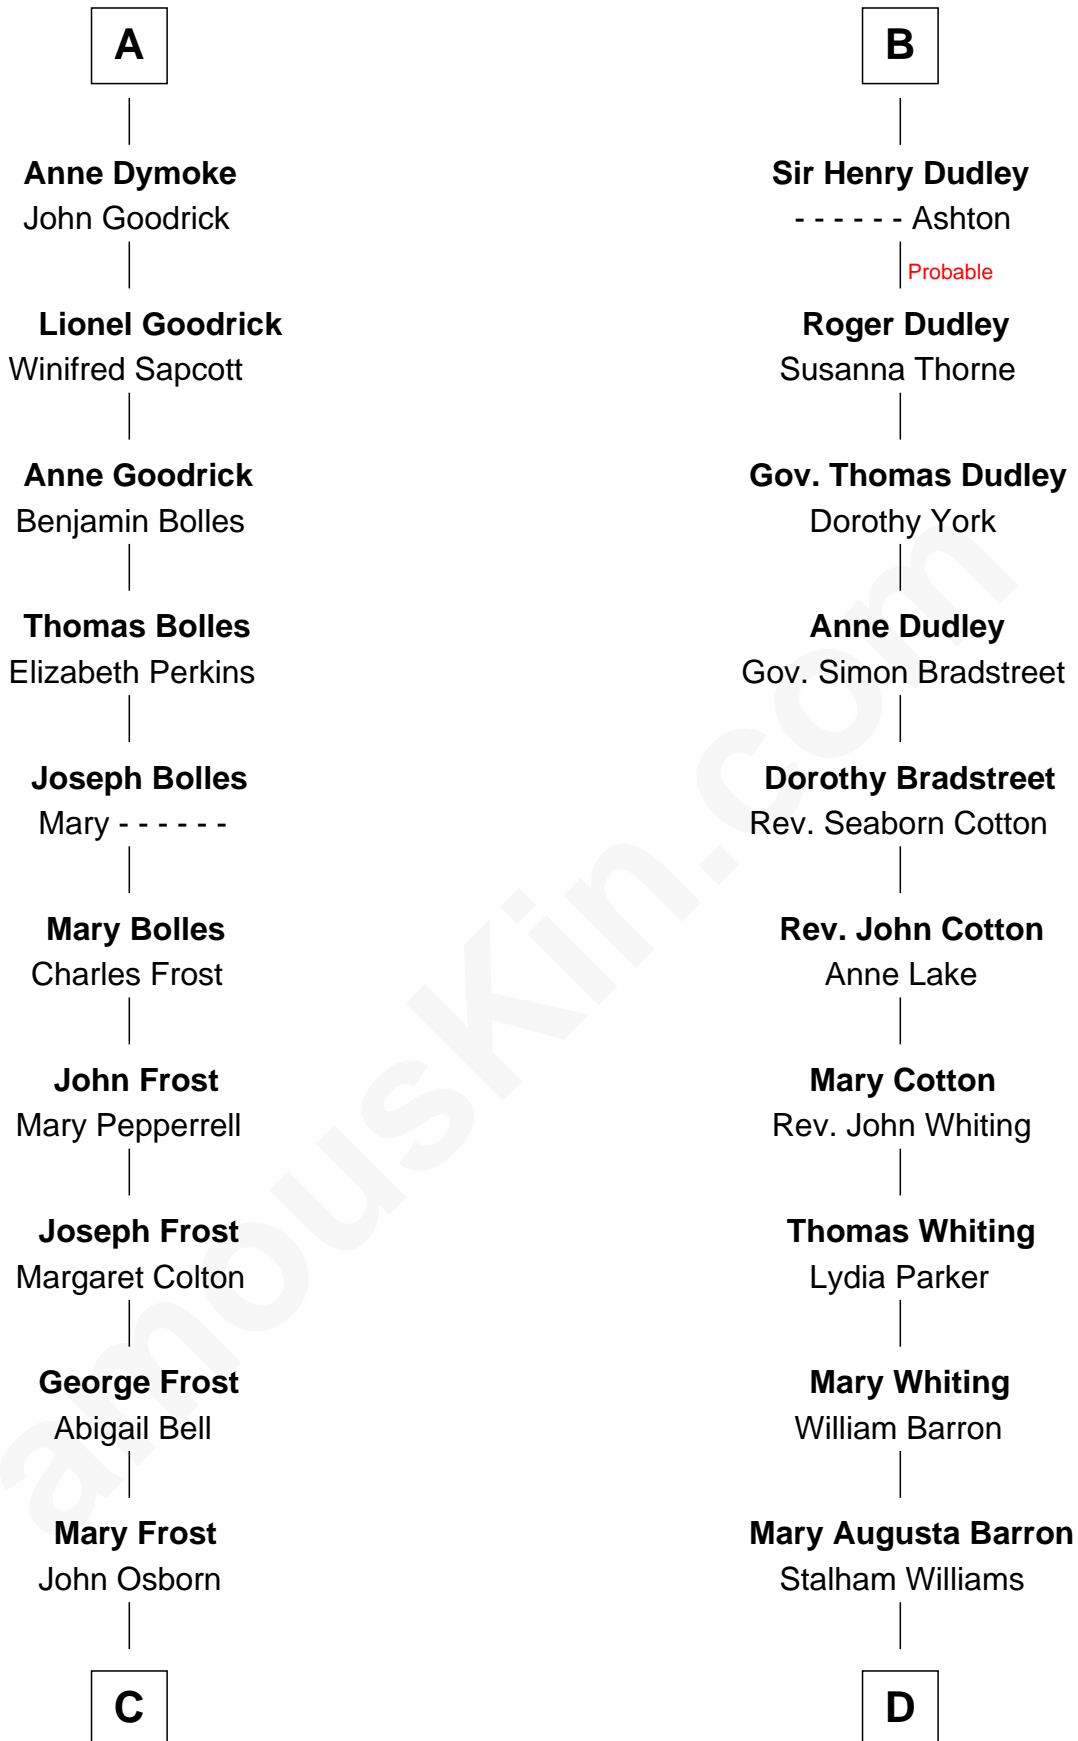 A
Anne Dymoke
John Goodrick
Lionel Goodrick
Winifred Sapcott
Anne Goodrick
Benjamin Bolles
Thomas Bolles
Elizabeth Perkins
Joseph Bolles
Mary - - - - - -
Mary Bolles
Charles Frost
John Frost
Mary Pepperrell
Joseph Frost
Margaret Colton
George Frost
Abigail Bell
Mary Frost
John Osborn
C
B
Sir Henry Dudley
- - - - - - Ashton
Probable
Roger Dudley
Susanna Thorne
Gov. Thomas Dudley
Dorothy York
Anne Dudley
Gov. Simon Bradstreet
Dorothy Bradstreet
Rev. Seaborn Cotton
Rev. John Cotton
Anne Lake
Mary Cotton
Rev. John Whiting
Thomas Whiting
Lydia Parker
Mary Whiting
William Barron
Mary Augusta Barron
Stalham Williams
D
amousKin.com